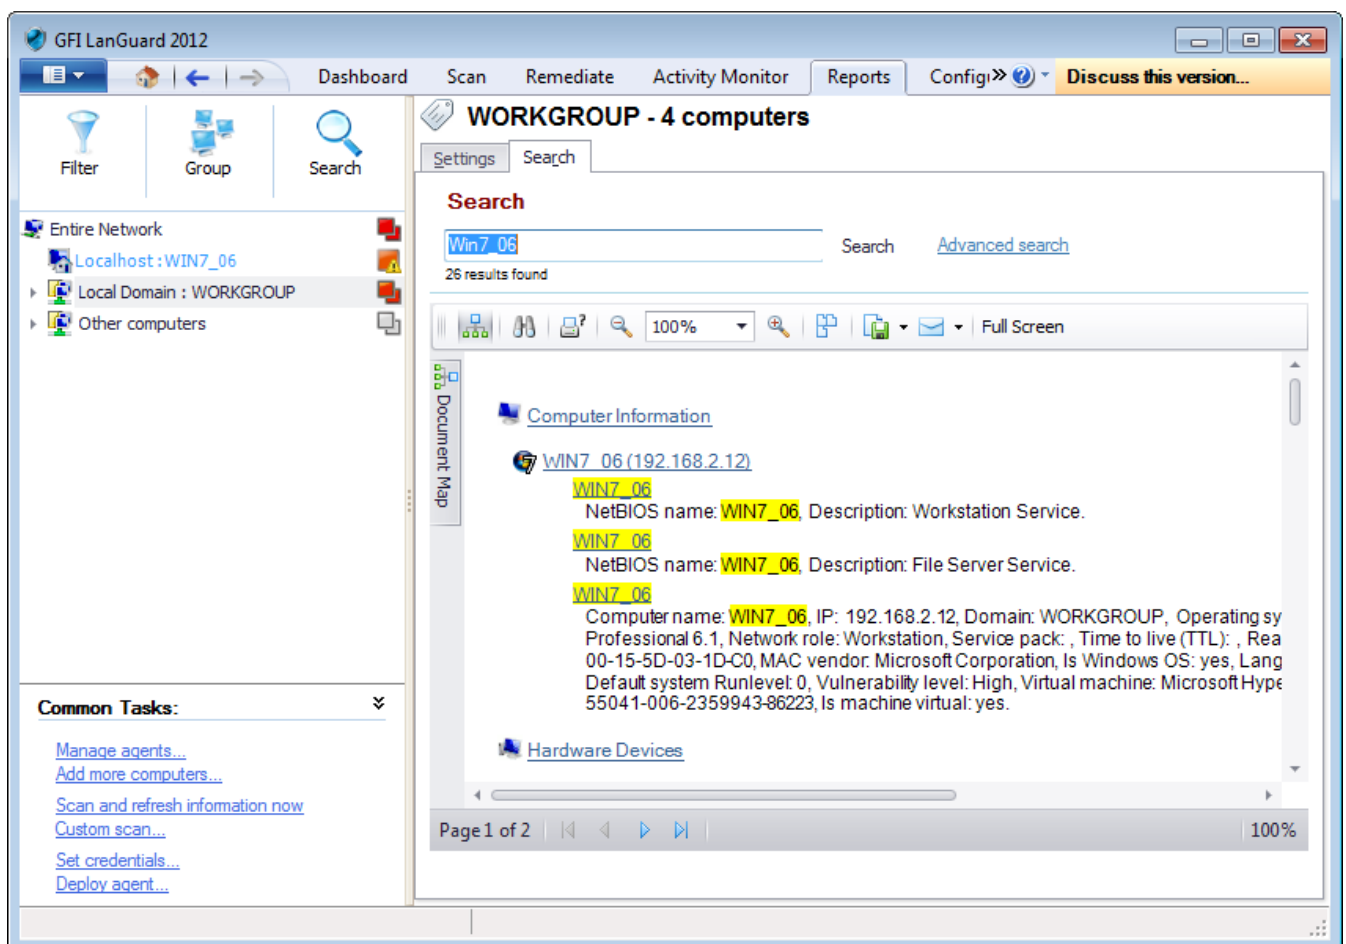 GFI LanGuard 2012
Dashboard Scan Remediate Activity Monitor Reports Configu Discuss this version...
Filter Group Search
WORKGROUP - 4 computers
Settings Search
Search
Entire Network
Localhost : WIN7_06
Local Domain : WORKGROUP
Other computers
Win7_06 Search Advanced search
26 results found
100% Full Screen
Document Map
Computer Information
WIN7_06 (192.168.2.12)
WIN7_06
NetBIOS name: WIN7_06, Description: Workstation Service.
WIN7_06
NetBIOS name: WIN7_06, Description: File Server Service.
WIN7_06
Computer name: WIN7_06, IP: 192.168.2.12, Domain: WORKGROUP, Operating sy
Professional 6.1, Network role: Workstation, Service pack: , Time to live (TTL): , Rea
00-15-5D-03-1D-C0, MAC vendor: Microsoft Corporation, Is Windows OS: yes, Lang
Default system Runlevel: 0, Vulnerability level: High, Virtual machine: Microsoft Hype
55041-006-2359943-86223, Is machine virtual: yes.
Hardware Devices
Page 1 of 2 100%
Common Tasks:
Manage agents...
Add more computers...
Scan and refresh information now
Custom scan...
Set credentials...
Deploy agent...